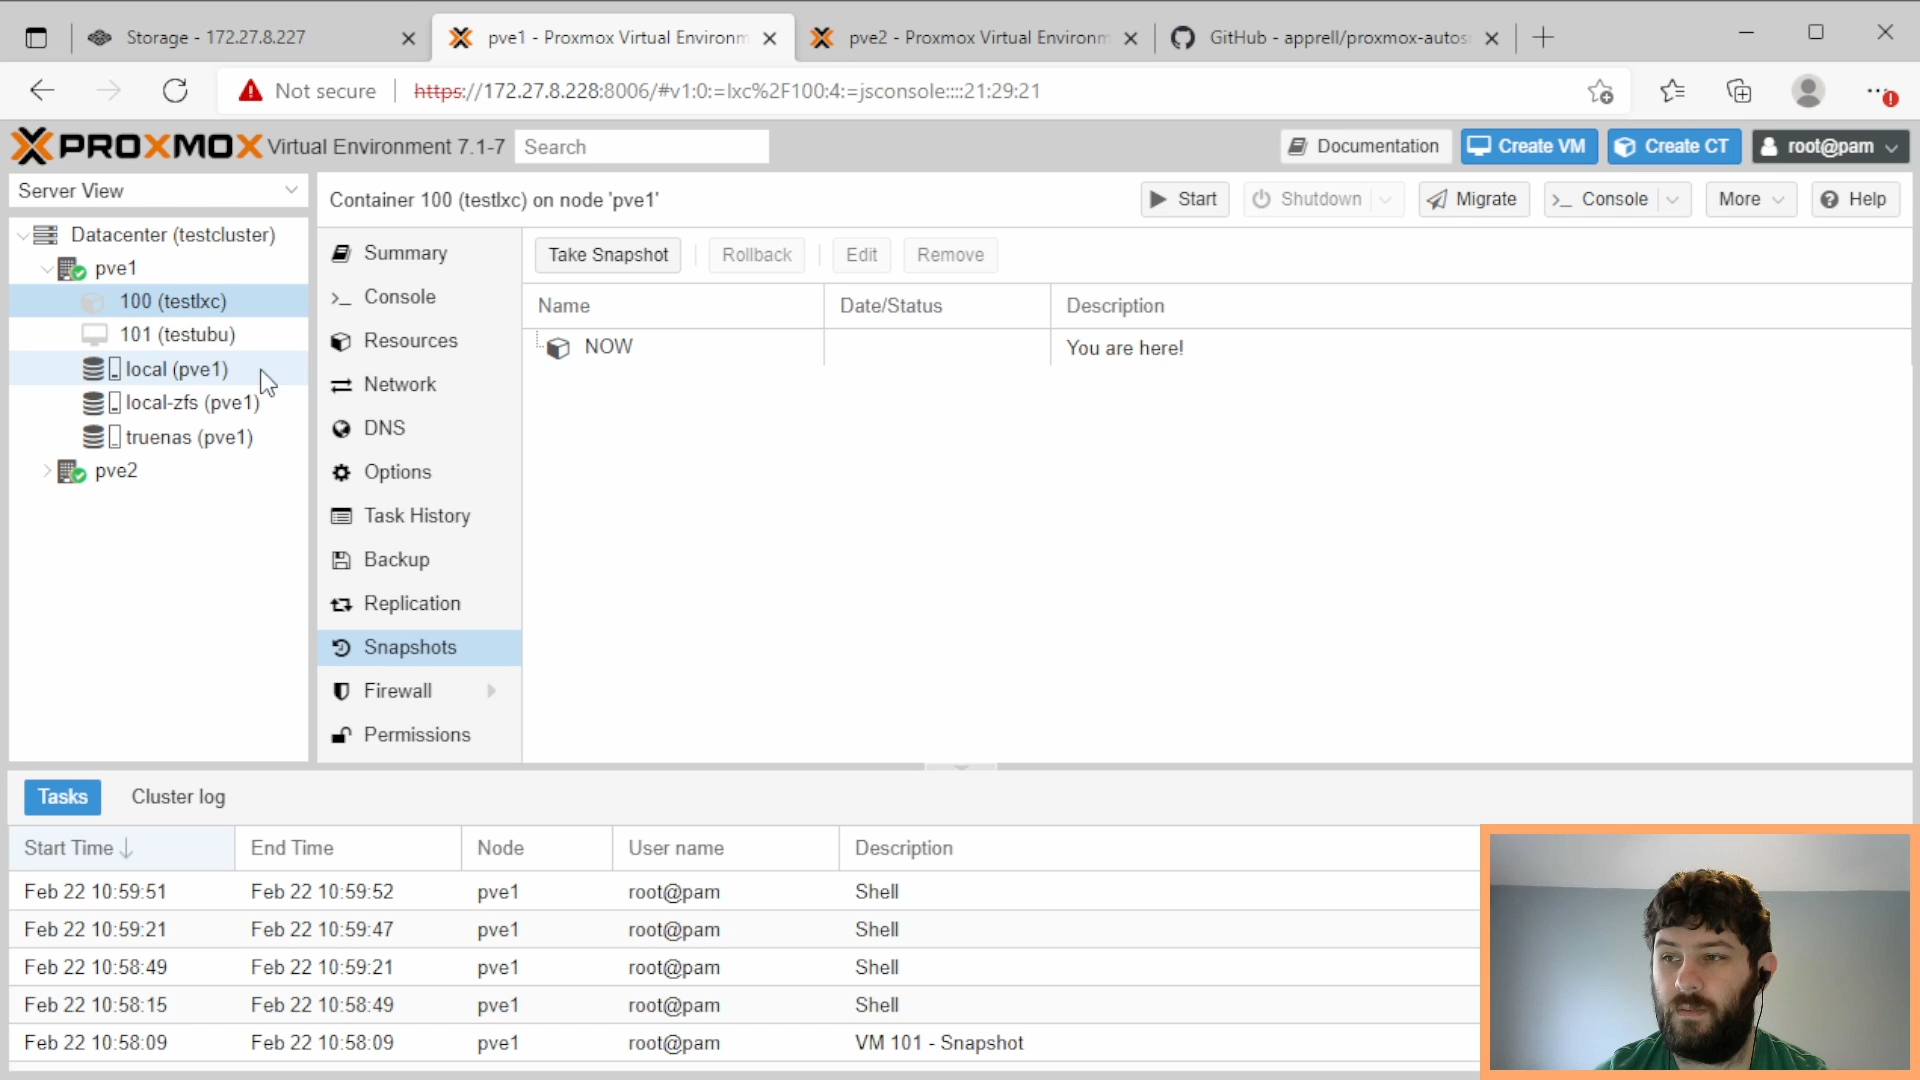 Storage - 172.27.8.227
pve1 - Proxmox Virtual Environm
pve2 - Proxmox Virtual Environm
GitHub - apprell/proxmox-autos
Not secure
https://172.27.8.228:8006/#v1:0:=lxc%2F100:4:=jsconsole::::21:29:21
PROXMOX Virtual Environment 7.1-7
Search
Documentation
Create VM
Create CT
root@pam
Server View
Container 100 (testlxc) on node 'pve1'
Start
Shutdown
Migrate
>_ Console
More
Help
Datacenter (testcluster)
pve1
100 (testlxc)
101 (testubu)
local (pve1)
local-zfs (pve1)
truenas (pve1)
pve2
Summary
>_ Console
Resources
Network
DNS
Options
Task History
Backup
Replication
Snapshots
Firewall
Permissions
Take Snapshot
Rollback
Edit
Remove
Name
Date/Status
Description
NOW
You are here!
Tasks
Cluster log
Start Time
End Time
Node
User name
Description
Feb 22 10:59:51 Feb 22 10:59:52 pve1 root@pam Shell
Feb 22 10:59:21 Feb 22 10:59:47 pve1 root@pam Shell
Feb 22 10:58:49 Feb 22 10:59:21 pve1 root@pam Shell
Feb 22 10:58:15 Feb 22 10:58:49 pve1 root@pam Shell
Feb 22 10:58:09 Feb 22 10:58:09 pve1 root@pam VM 101 - Snapshot